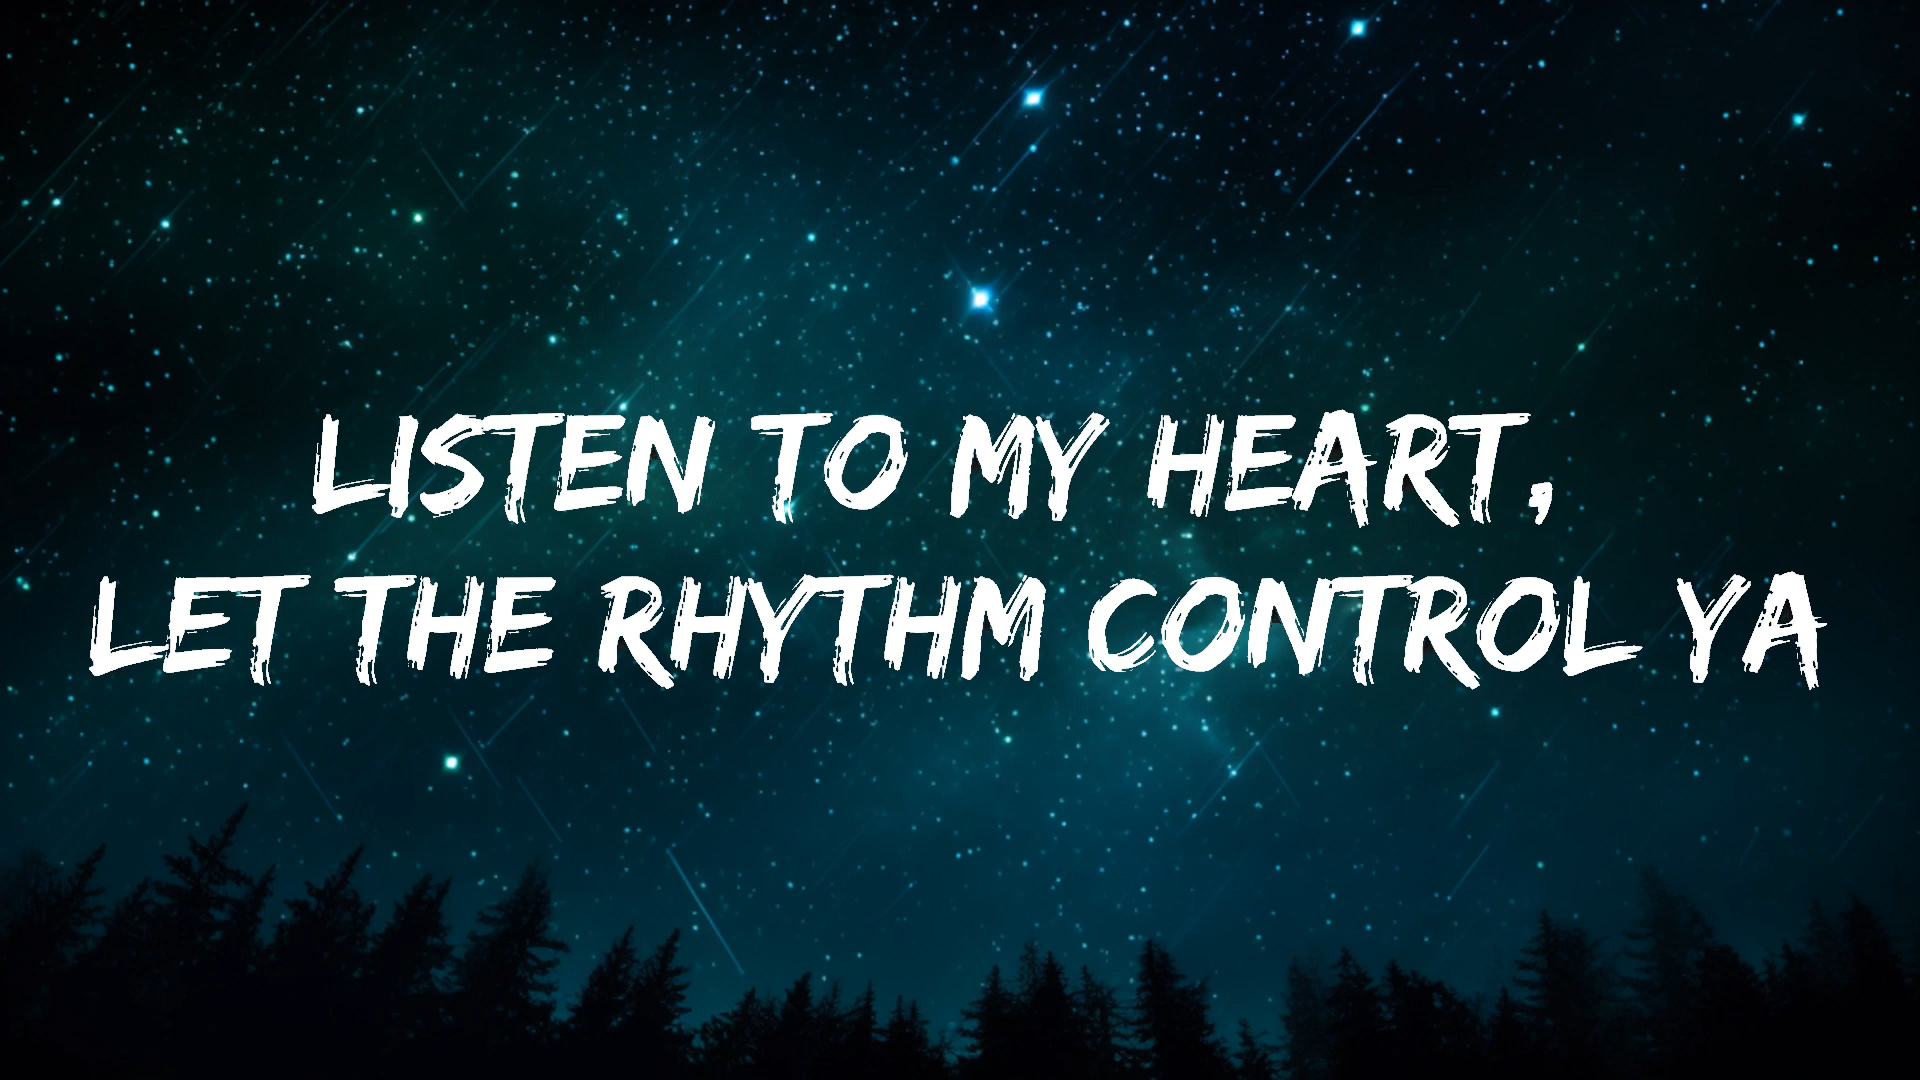 LISTEN TO MY HEART,
LET THE RHYTHM CONTROL YA